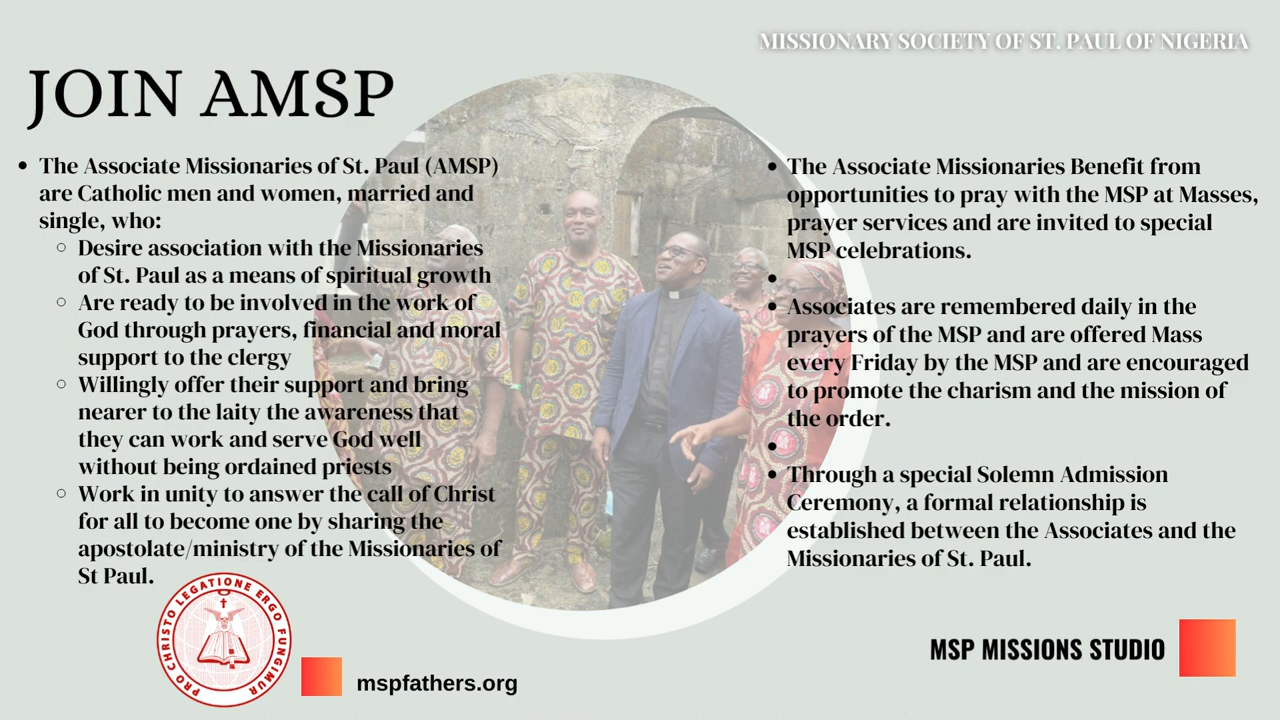 MISSIONARY SOCIETY OF ST. PAUL OF NIGERIA
JOIN AMSP
• The Associate Missionaries of St. Paul (AMSP)
are Catholic men and women, married and
single, who:
◦ Desire association with the Missionaries
of St. Paul as a means of spiritual growth
◦ Are ready to be involved in the work of
God through prayers, financial and moral
support to the clergy
◦ Willingly offer their support and bring
nearer to the laity the awareness that
they can work and serve God well
without being ordained priests
◦ Work in unity to answer the call of Christ
for all to become one by sharing the
apostolate/ministry of the Missionaries of
St Paul.
• The Associate Missionaries Benefit from
opportunities to pray with the MSP at Masses,
prayer services and are invited to special
MSP celebrations.
•
• Associates are remembered daily in the
prayers of the MSP and are offered Mass
every Friday by the MSP and are encouraged
to promote the charism and the mission of
the order.
•
• Through a special Solemn Admission
Ceremony, a formal relationship is
established between the Associates and the
Missionaries of St. Paul.
PRO CHRISTO LEGATIONE ERGO FUNGIMUR
mspfathers.org
MSP MISSIONS STUDIO